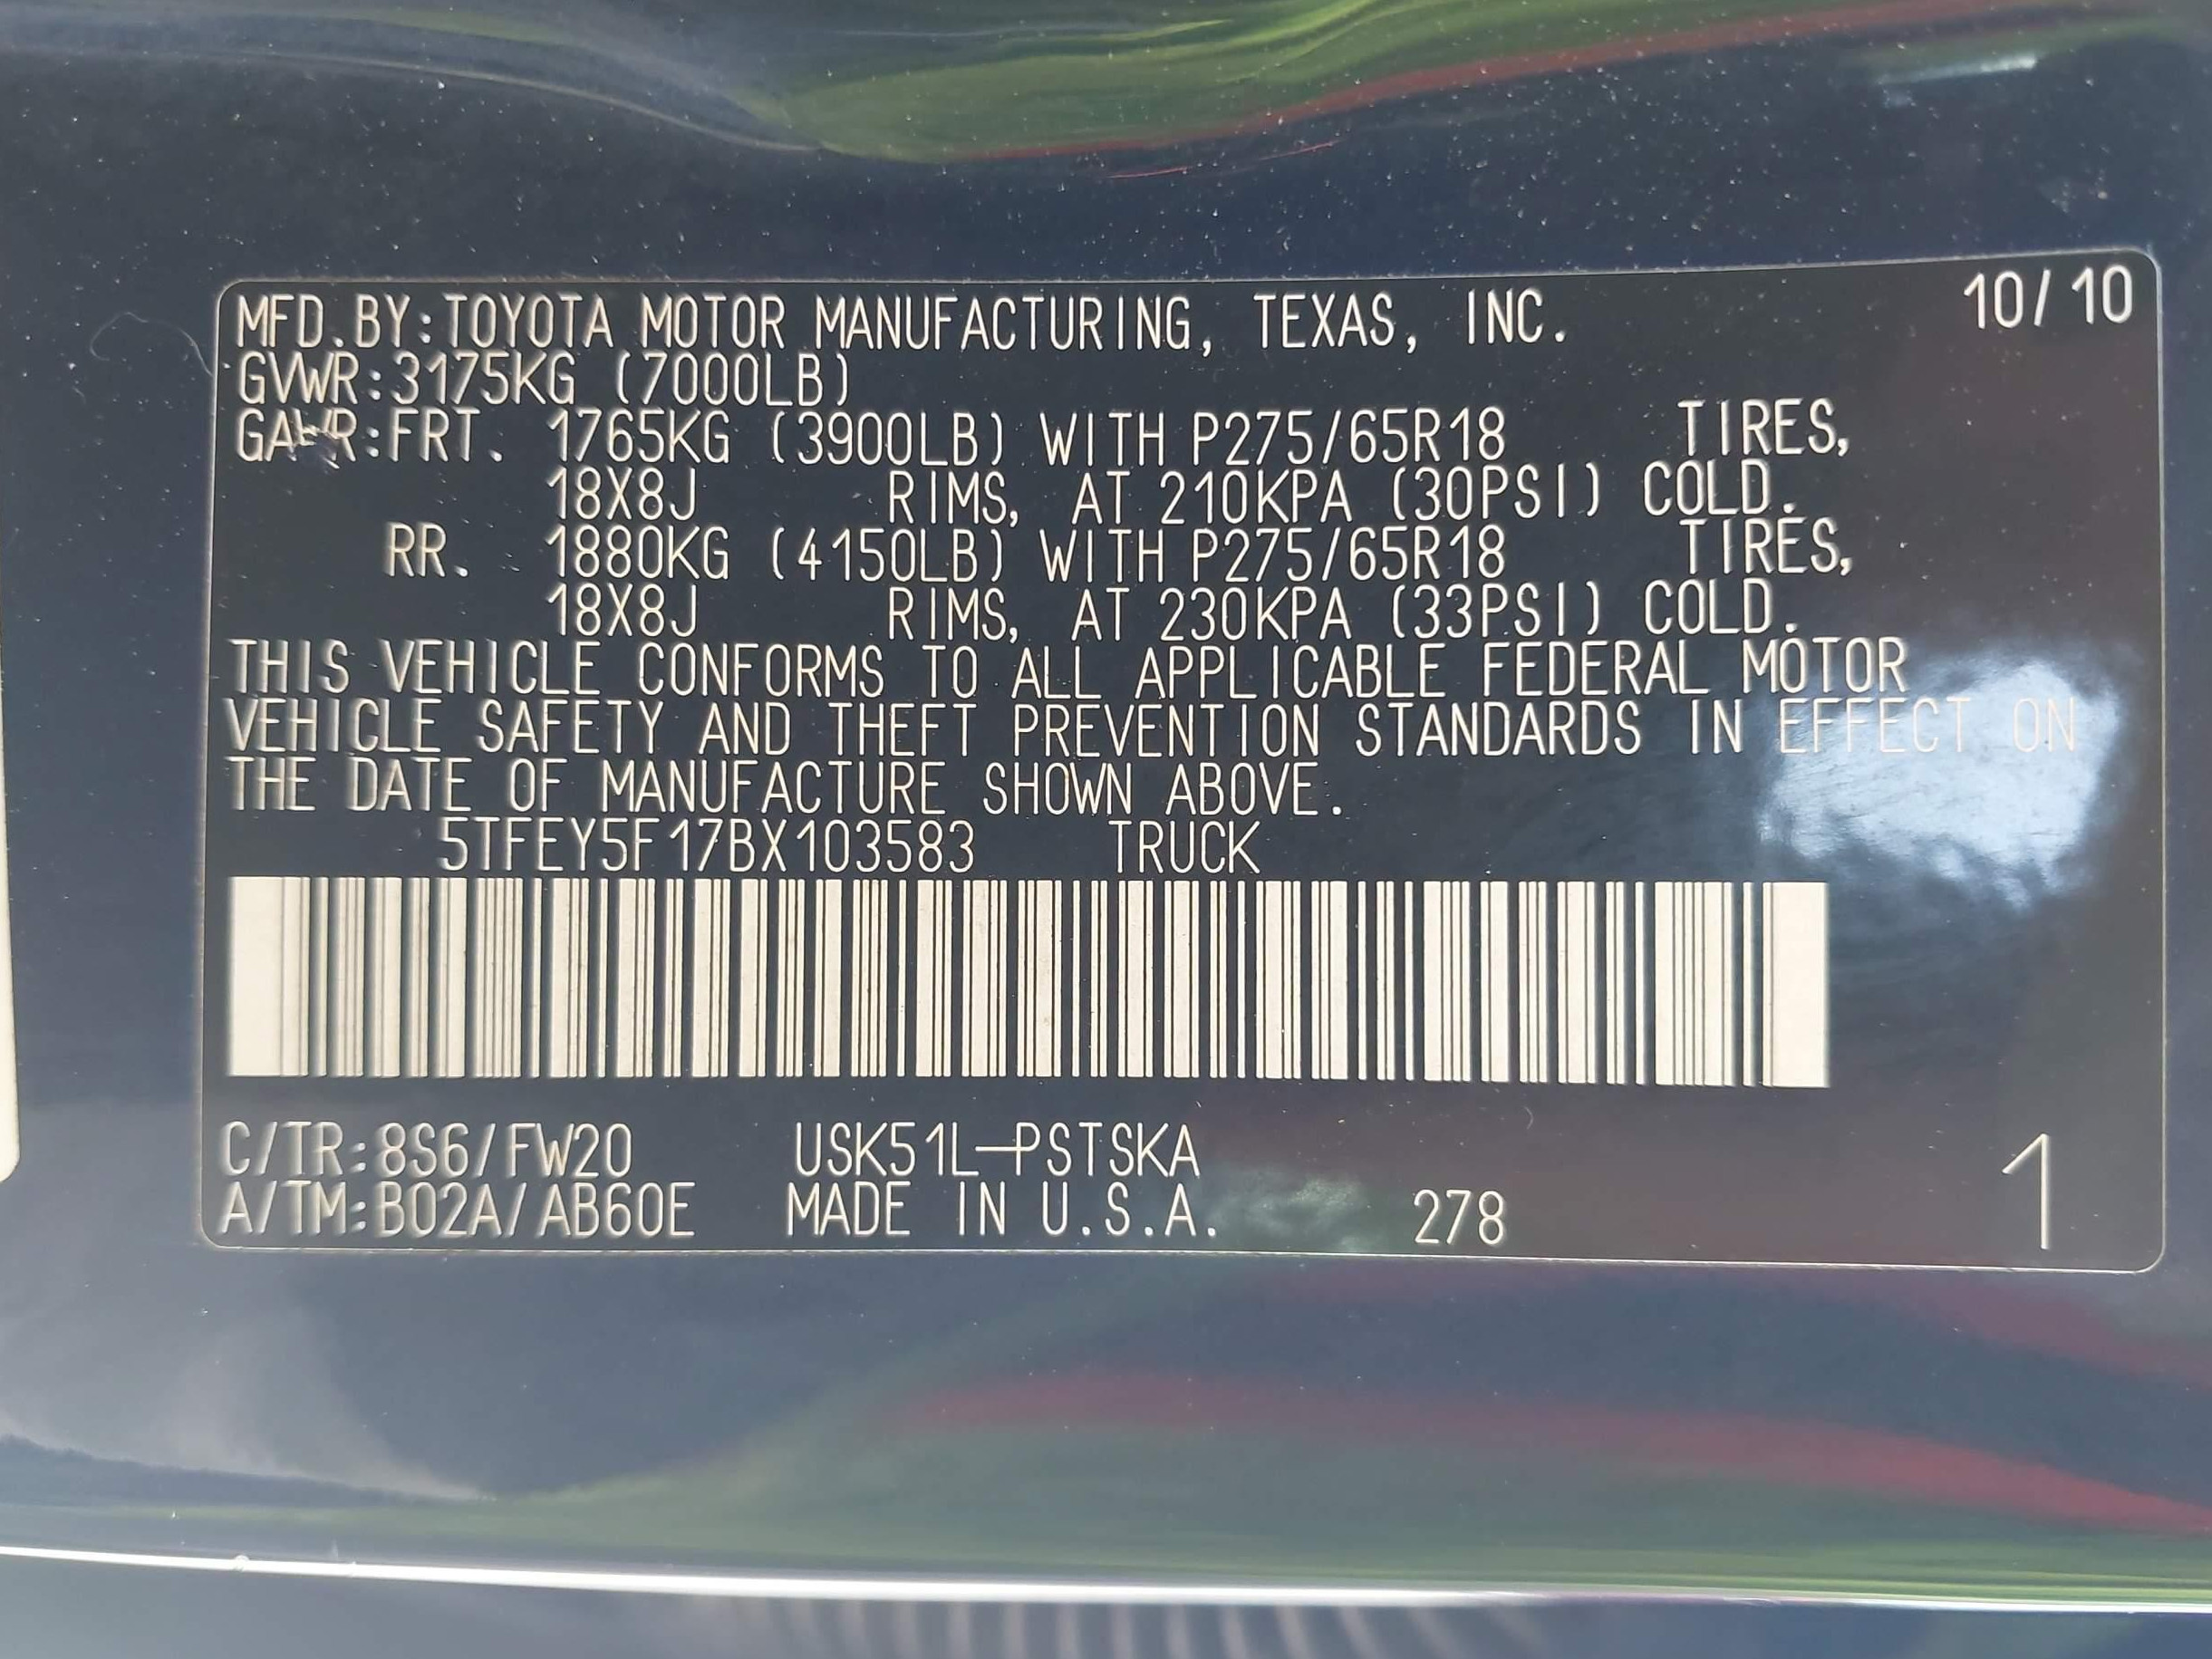 MFD.BY:TOYOTA MOTOR MANUFACTURING, TEXAS, INC. 10/10
GVWR:3175KG (7000LB)
GAWR:FRT. 1765KG (3900LB) WITH P275/65R18 TIRES,
18X8J RIMS, AT 210KPA (30PSI) COLD.
RR. 1880KG (4150LB) WITH P275/65R18 TIRES,
18X8J RIMS, AT 230KPA (33PSI) COLD.
THIS VEHICLE CONFORMS TO ALL APPLICABLE FEDERAL MOTOR
VEHICLE SAFETY AND THEFT PREVENTION STANDARDS IN EFFECT ON
THE DATE OF MANUFACTURE SHOWN ABOVE.
5TFEY5F17BX103583 TRUCK
C/TR:8S6/FW20 USK51L-PSTSKA
A/TM:B02A/AB60E MADE IN U.S.A. 278 1